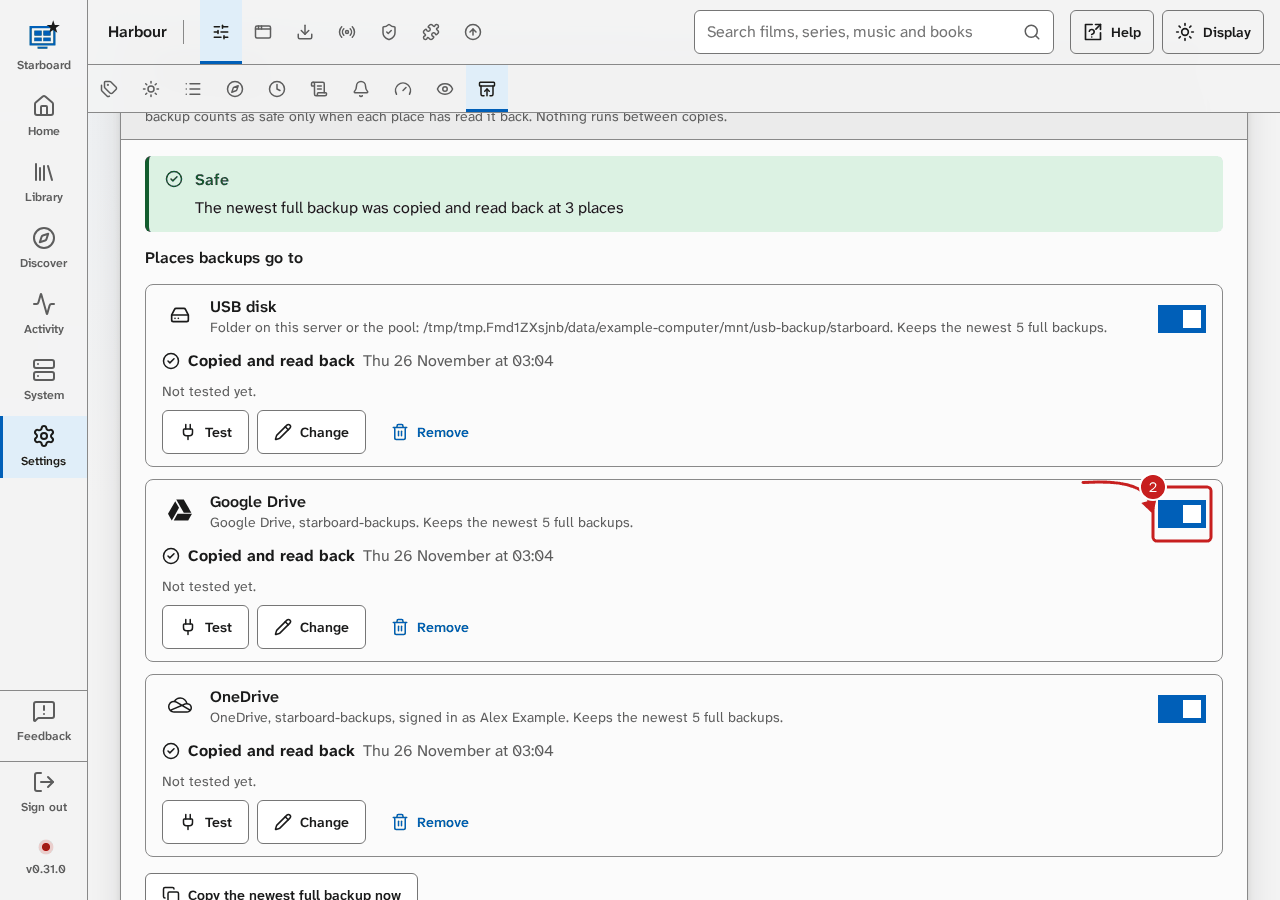 Starboard
Home
Library
Discover
Activity
System
Settings
Feedback
Sign out
v0.31.0
Harbour
Search films, series, music and books
Help
Display
backup counts as safe only when each place has read it back. Nothing runs between copies.
Safe
The newest full backup was copied and read back at 3 places
Places backups go to
USB disk
Folder on this server or the pool: /tmp/tmp.Fmd1ZXsjnb/data/example-computer/mnt/usb-backup/starboard. Keeps the newest 5 full backups.
Copied and read back Thu 26 November at 03:04
Not tested yet.
Test Change Remove
Google Drive
Google Drive, starboard-backups. Keeps the newest 5 full backups.
2
Copied and read back Thu 26 November at 03:04
Not tested yet.
Test Change Remove
OneDrive
OneDrive, starboard-backups, signed in as Alex Example. Keeps the newest 5 full backups.
Copied and read back Thu 26 November at 03:04
Not tested yet.
Test Change Remove
Copy the newest full backup now